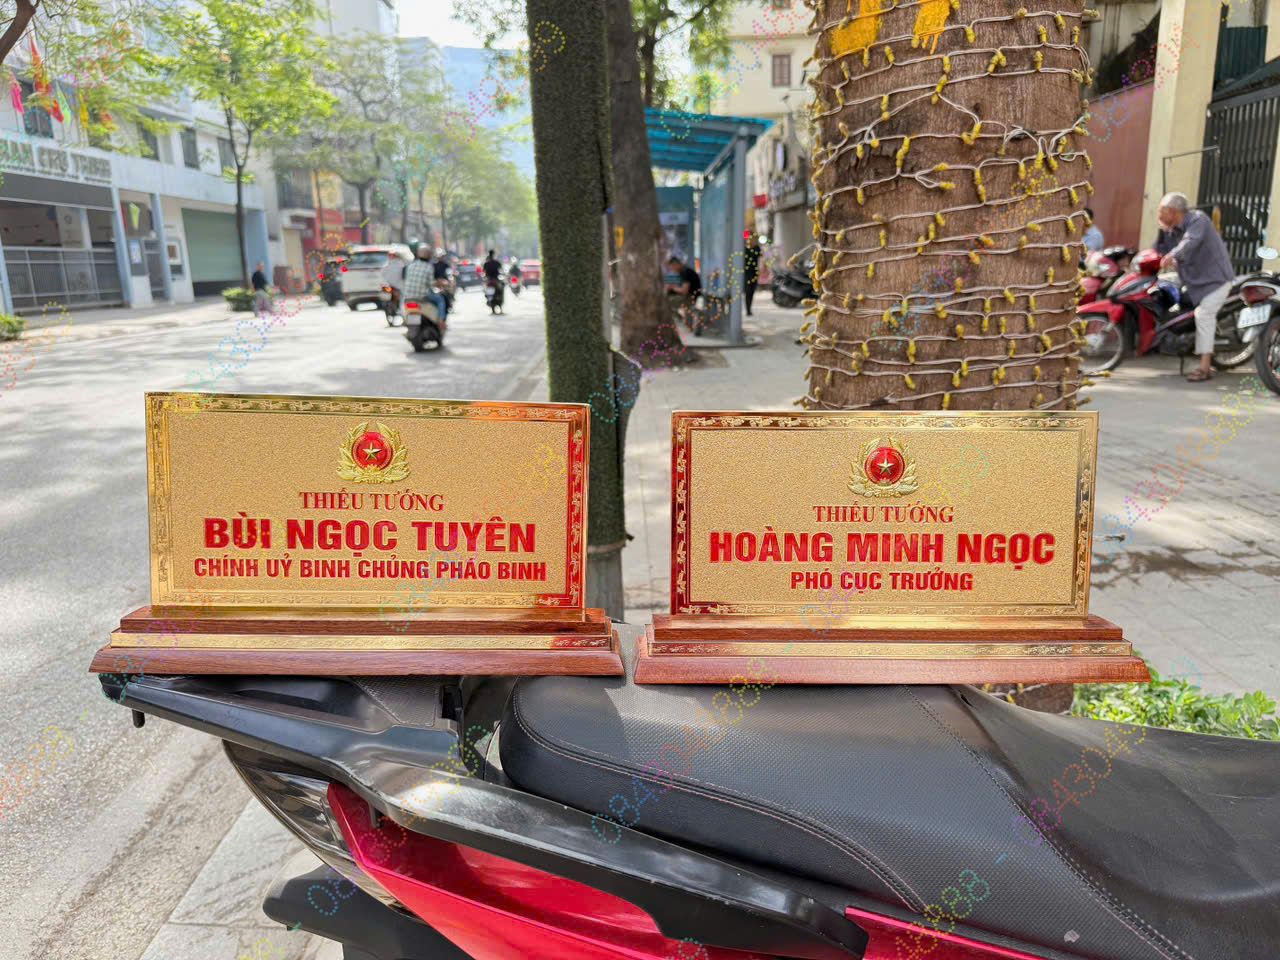 THIẾU TƯỚNG
BÙI NGỌC TUYÊN
CHÍNH UỶ BINH CHỦNG PHÁO BINH
THIẾU TƯỚNG
HOÀNG MINH NGỌC
PHÓ CỤC TRƯỞNG